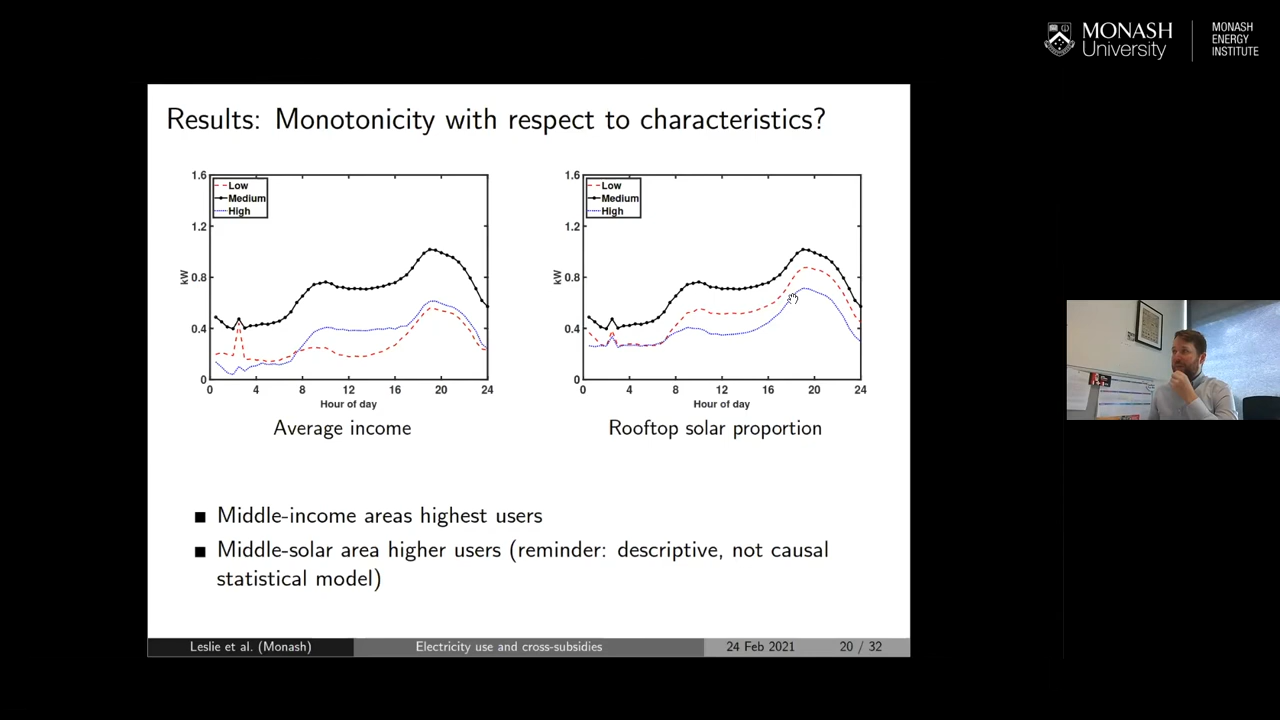 MONASH
University
MONASH
ENERGY
INSTITUTE
Results: Monotonicity with respect to characteristics?
1.6
1.2
0.8
0.4
0
kW
Low
Medium
High
0 4 8 12 16 20 24
Hour of day
Average income
1.6
1.2
0.8
0.4
0
kW
Low
Medium
High
0 4 8 12 16 20 24
Hour of day
Rooftop solar proportion
■ Middle-income areas highest users
■ Middle-solar area higher users (reminder: descriptive, not causal
statistical model)
Leslie et al. (Monash) Electricity use and cross-subsidies 24 Feb 2021 20 / 32